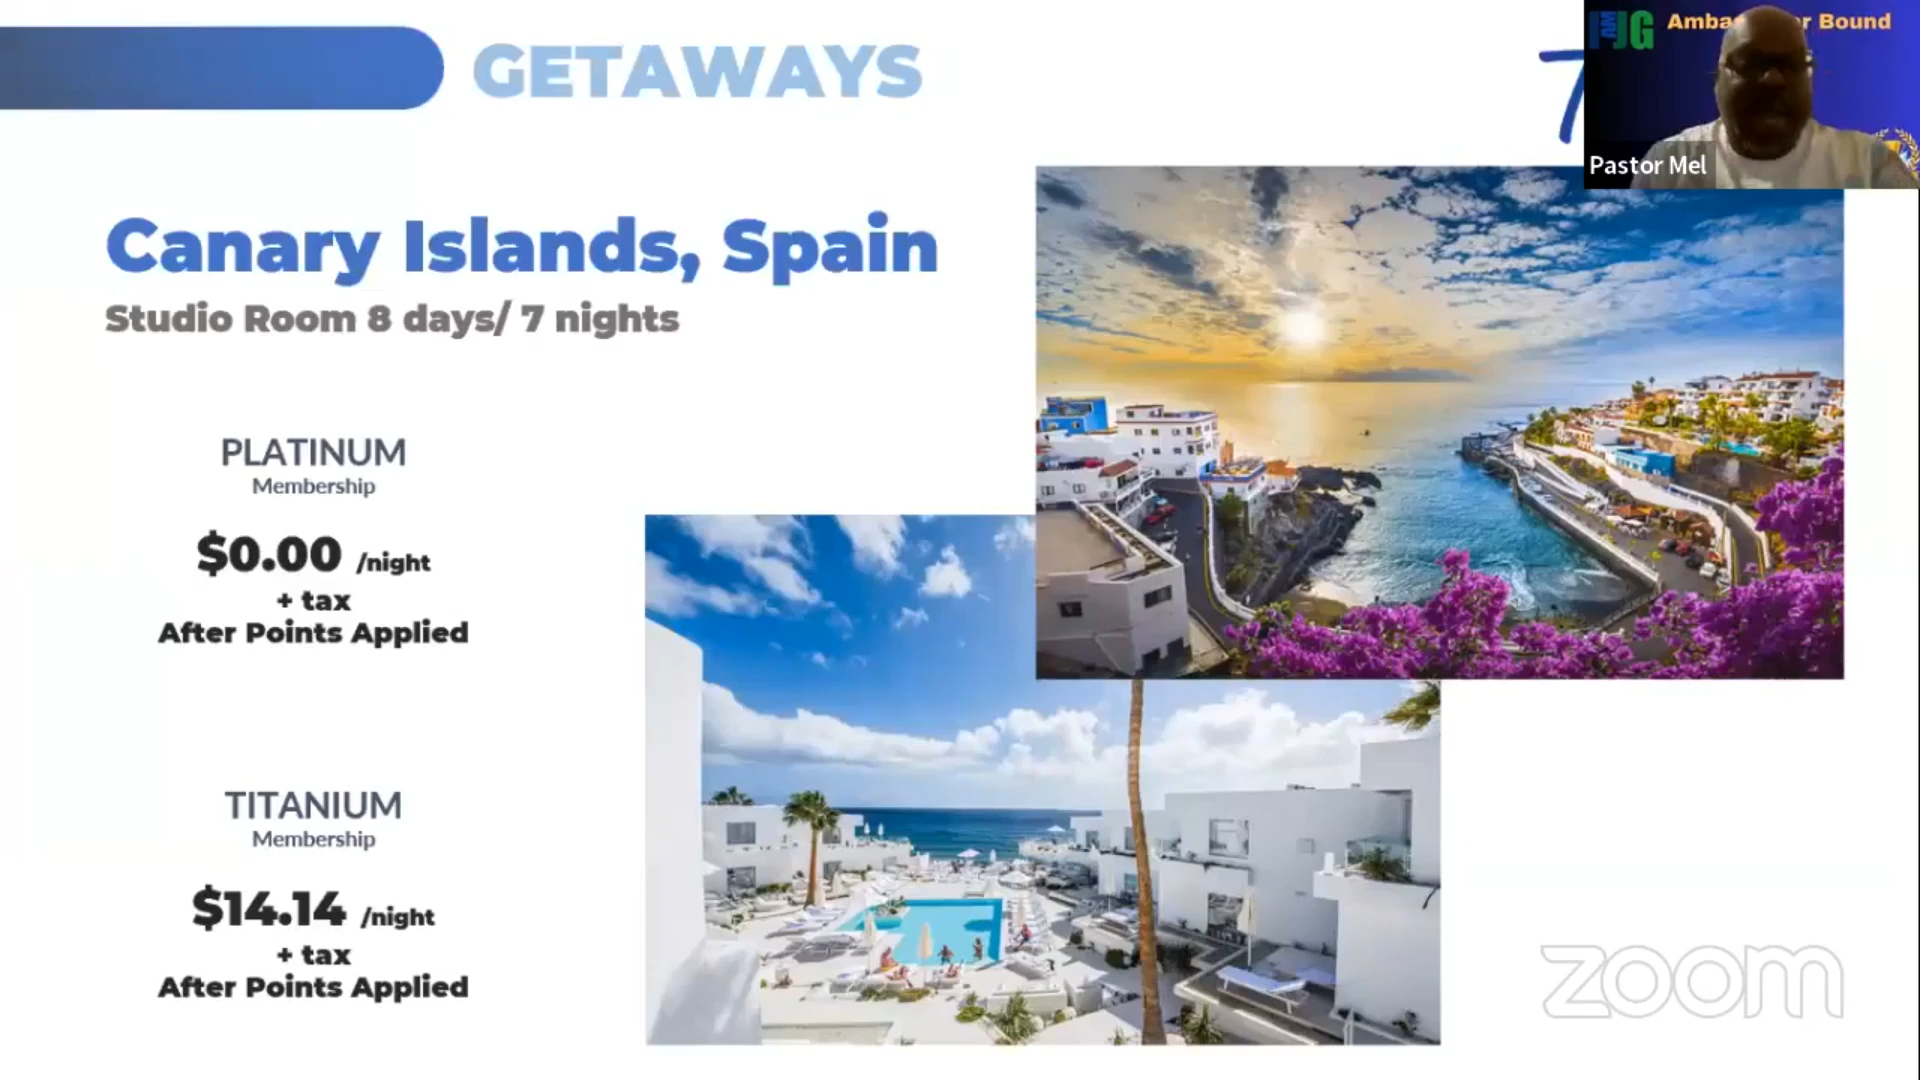 GETAWAYS
Bound
Pastor Mel
Canary Islands, Spain
Studio Room 8 days/ 7 nights
PLATINUM
Membership
$0.00 /night
+ tax
After Points Applied
TITANIUM
Membership
$14.14 /night
+ tax
After Points Applied
zoom